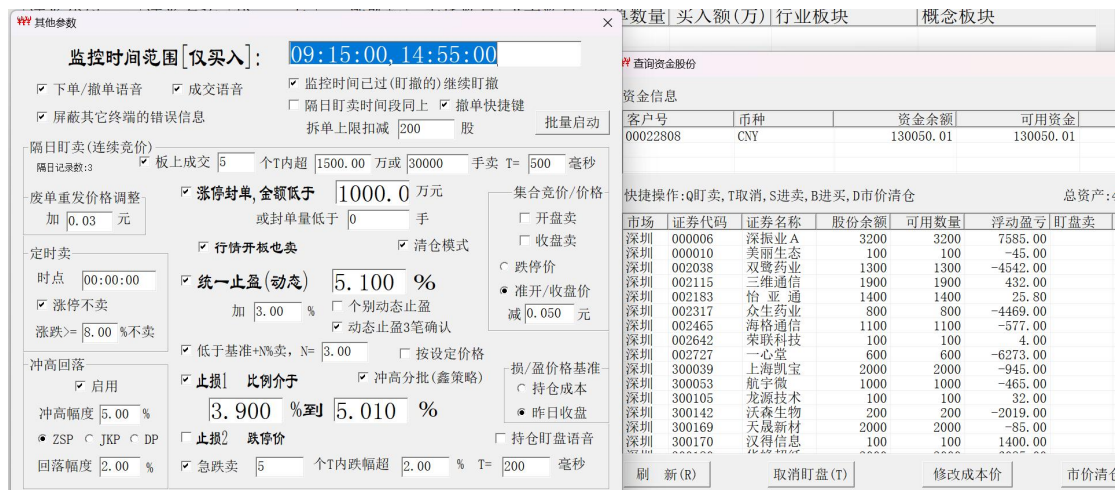 单数量 买入额(万) 行业板块 概念板块
其他参数
监控时间范围[仅买入]: 09:15:00,14:55:00
下单/撤单语音 成交语音 监控时间已过(盯撤的)继续盯撤
隔日盯卖时间段同上 撤单快捷键
屏蔽其它终端的错误信息
拆单上限扣减 200 股 批量启动
隔日盯卖(连续竞价)
隔日记录数:3 板上成交 5 个T内超 1500.00 万或 30000 手卖 T= 500 毫秒
废单重发价格调整
加 0.03 元
涨停封单,金额低于 1000.0 万元
或封单量低于 0 手
行情开板也卖 清仓模式
集合竞价/价格
开盘卖
收盘卖
跌停价
准开/收盘价
减 0.050 元
定时卖
时点 00:00:00
涨停不卖
涨跌>= 8.00 %不卖
统一止盈(动态) 5.100 %
加 3.00 % 个别动态止盈
动态止盈3笔确认
低于基准+N%卖, N= 3.00 按设定价格
冲高回落
启用
冲高幅度 5.00 %
ZSP JKP DP
回落幅度 2.00 %
止损1 比例介于 冲高分批(鑫策略)
3.900 %到 5.010 %
损/盈价格基准
持仓成本
昨日收盘
止损2 跌停价 持仓盯盘语音
急跌卖 5 个T内跌幅超 2.00 % T= 200 毫秒
查询资金股份
资金信息
客户号 币种 资金余额 可用资金
00022808 CNY 130050.01 130050.01
快捷操作:Q盯卖,T取消,S进卖,B进买,D市价清仓 总资产:
市场 证券代码 证券名称 股份余额 可用数量 浮动盈亏 盯盘卖
深圳 000006 深振业A 3200 3200 7585.00
深圳 000010 美丽生态 100 100 -45.00
深圳 002038 双鹭药业 1300 1300 -4542.00
深圳 002115 三维通信 1900 1900 432.00
深圳 002183 怡 亚 通 1400 1400 25.80
深圳 002317 众生药业 800 800 -4469.00
深圳 002465 海格通信 1100 1100 -577.00
深圳 002642 荣联科技 100 100 4.00
深圳 002727 一心堂 600 600 -6273.00
深圳 300039 上海凯宝 2000 2000 -945.00
深圳 300053 航宇微 1000 1000 -465.00
深圳 300105 龙源技术 100 100 32.00
深圳 300142 沃森生物 200 200 -2019.00
深圳 300169 天晟新材 2000 2000 -85.00
深圳 300170 汉得信息 100 100 1400.00
刷 新(R) 取消盯盘(T) 修改成本价 市价清仓